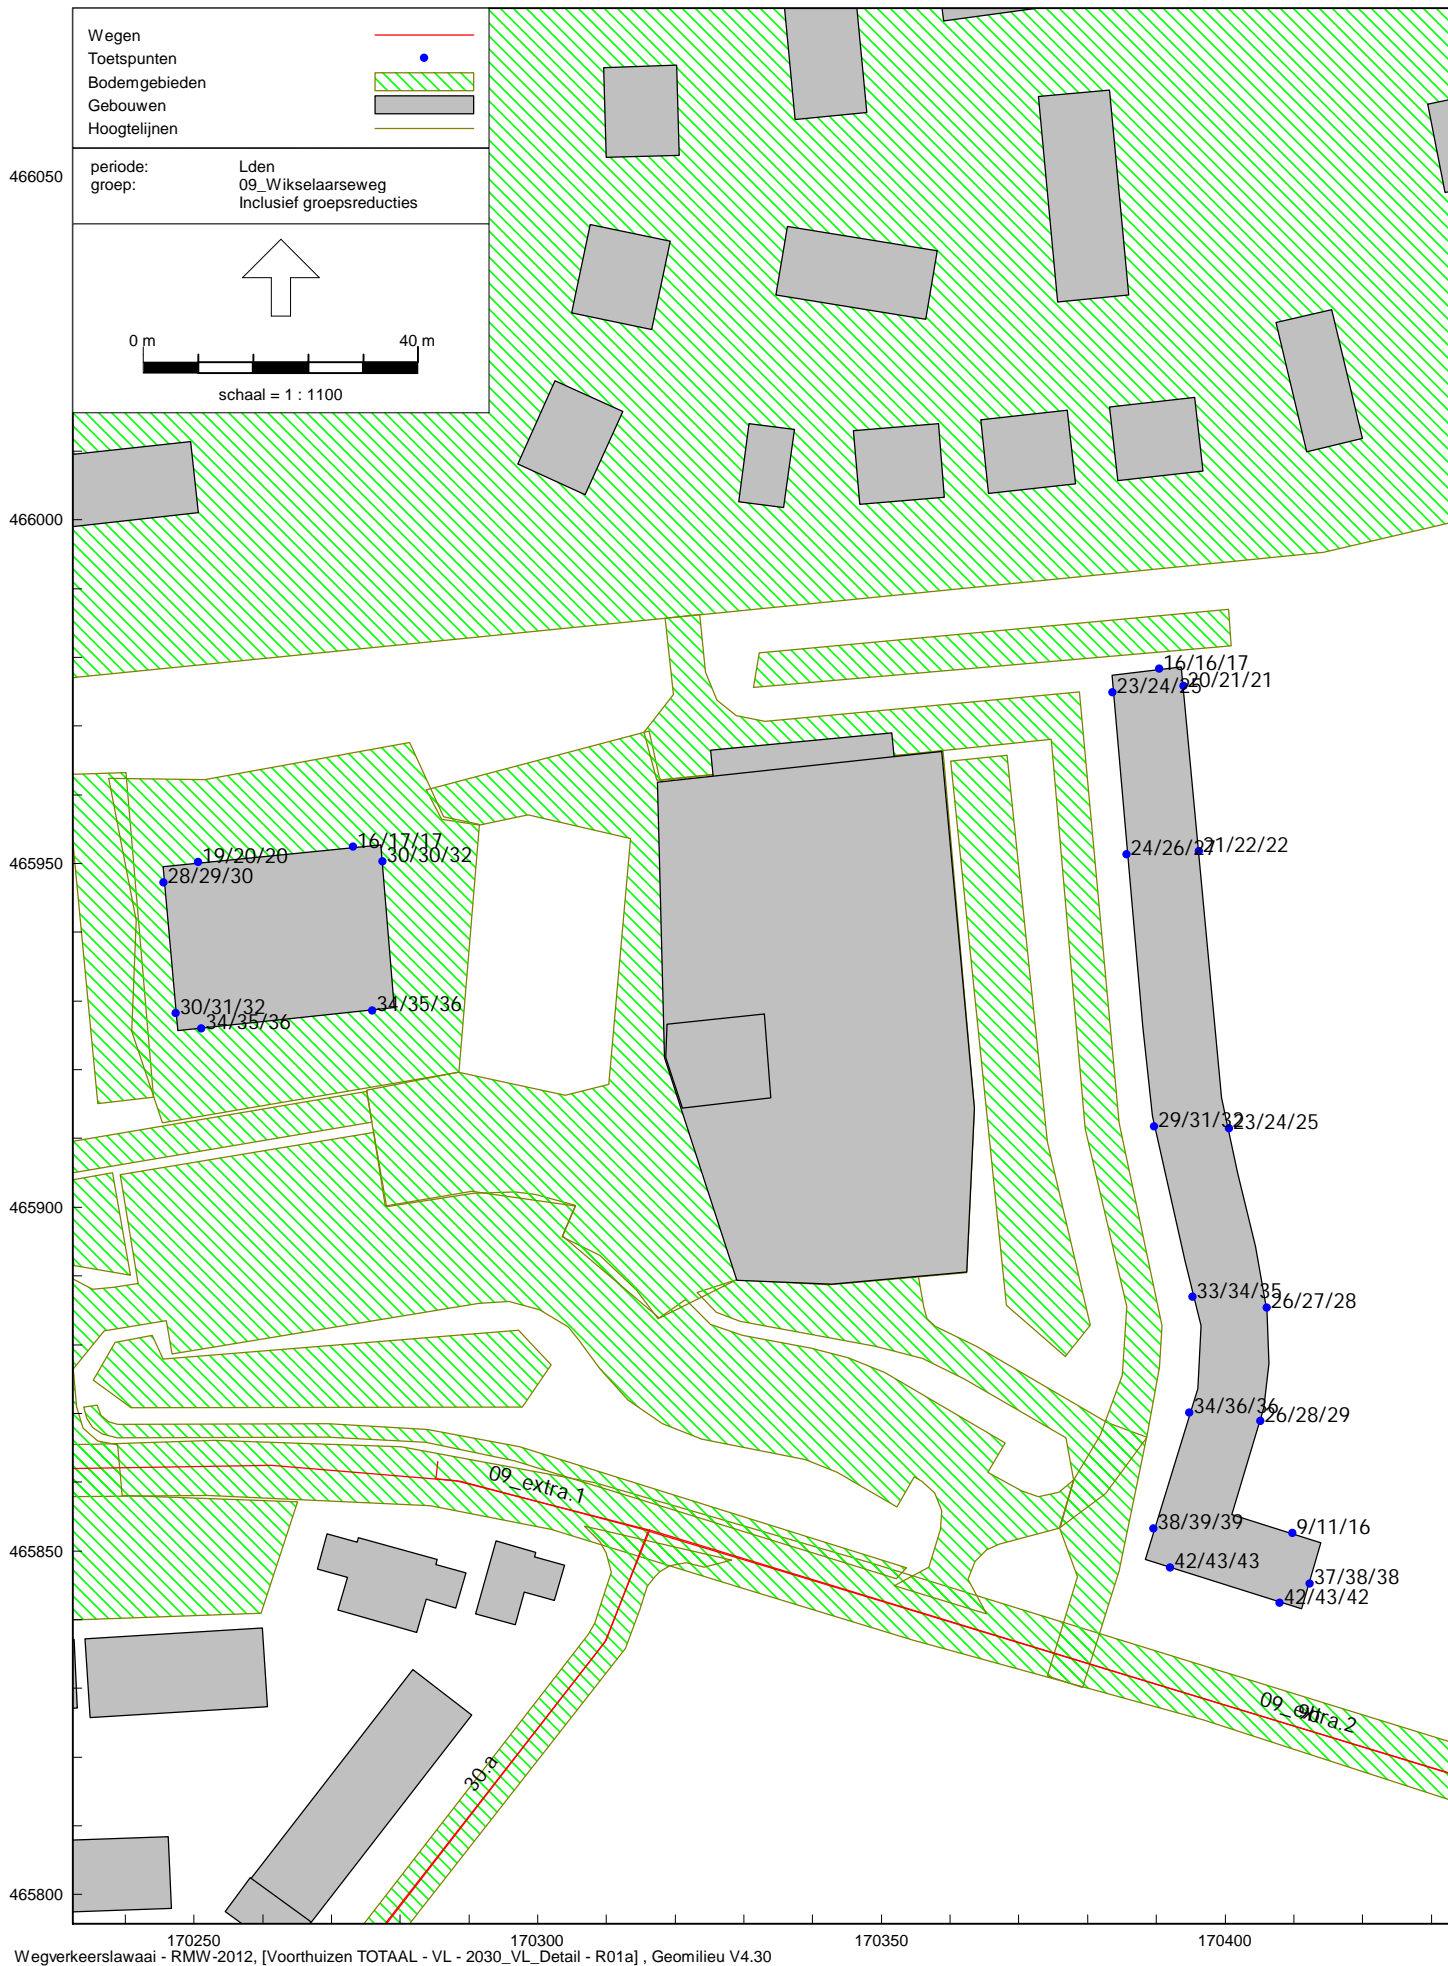 Wegen
Toetspunten
Bodemgebieden
Gebouwen
Hoogtelijnen
periode: Lden
groep: 09_Wikselaarseweg
Inclusief groepsreducties
0 m 40 m
schaal = 1 : 1100
466050
466000
465950
465900
465850
465800
16/16/17
23/24/25
20/21/21
16/17/17
19/20/20
30/30/32
28/29/30
24/26/27
21/22/22
30/31/32
34/35/36
34/35/36
29/31/32
23/24/25
33/34/35
26/27/28
34/36/36
26/28/29
09_extra.1
38/39/39
9/11/16
42/43/43
37/38/38
42/43/42
09_extra.2
30.a
170250 170300 170350 170400
Wegverkeerslawaai - RMW-2012, [Voorthuizen TOTAAL - VL - 2030_VL_Detail - R01a] , Geomilieu V4.30